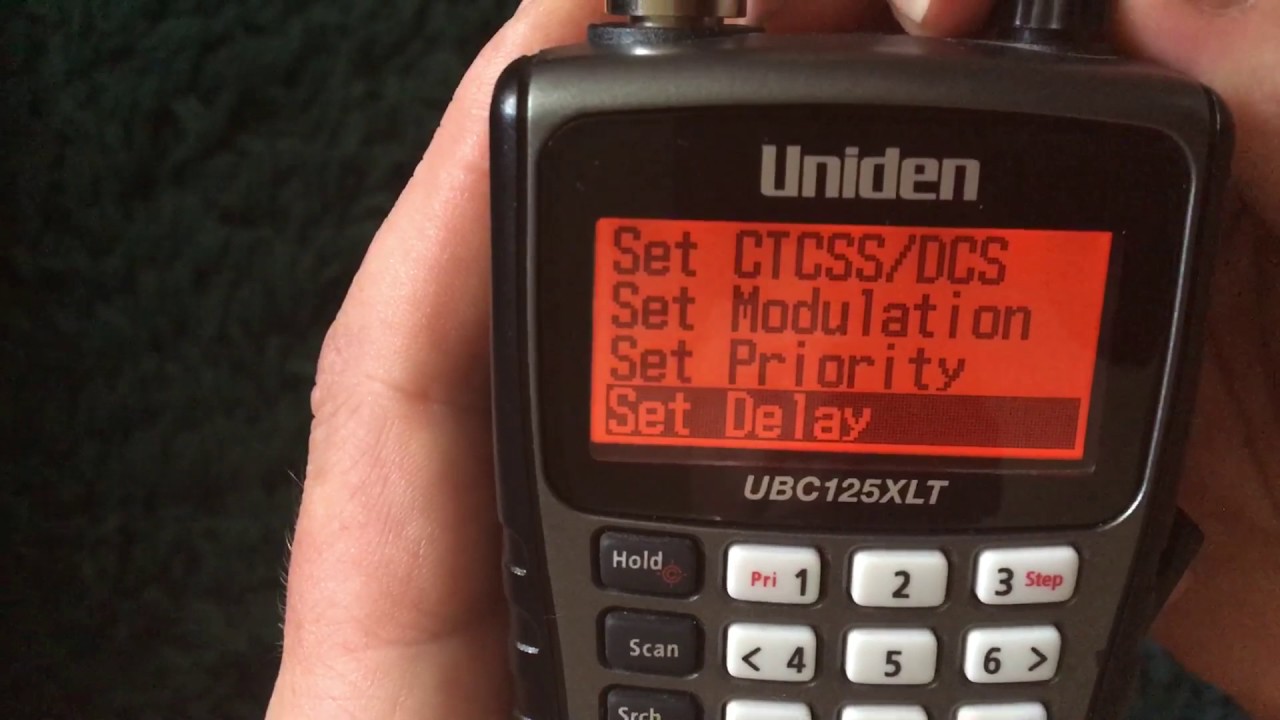 Uniden
Set CTCSS/DCS
Set Modulation
Set Priority
Set Delay
UBC125XLT
Hold
Pri 1
2
3 Step
Scan
< 4
5
6 >
Srch